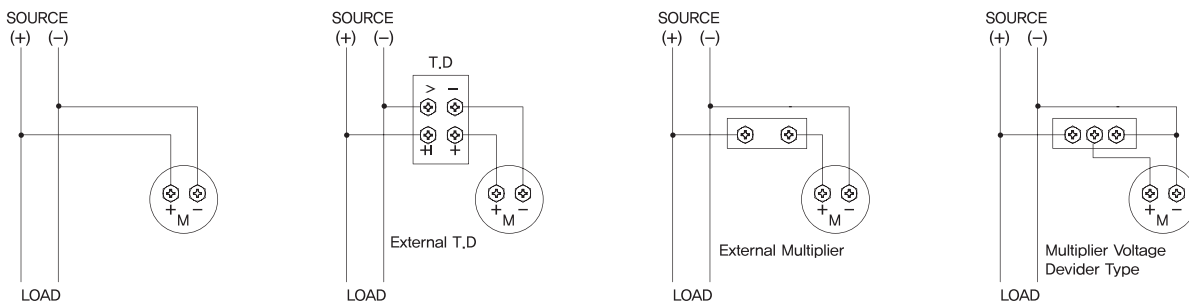 SOURCE
(+) (−)
+ −
M
LOAD
SOURCE
(+) (−)
T.D
> −
+I +
+ −
M
External T.D
LOAD
SOURCE
(+) (−)
+ −
M
External Multiplier
LOAD
SOURCE
(+) (−)
+ −
M
Multiplier Voltage
Devider Type
LOAD